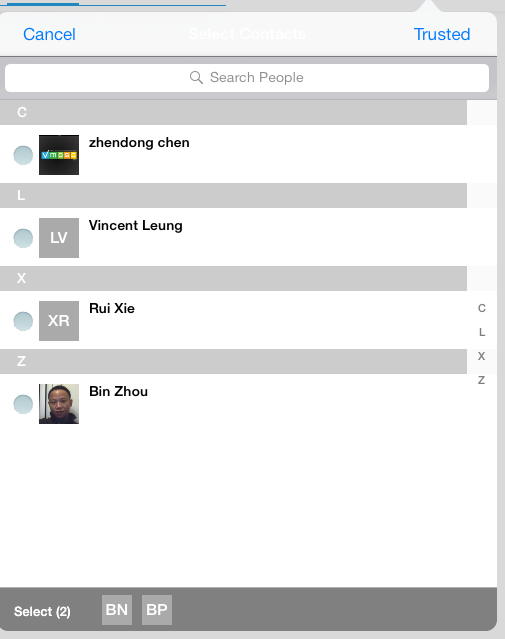 Cancel Select Contacts Trusted
Search People
C
zhendong chen
L
LV Vincent Leung
X
XR Rui Xie
Z
Bin Zhou
C
L
X
Z
Select (2) BN BP